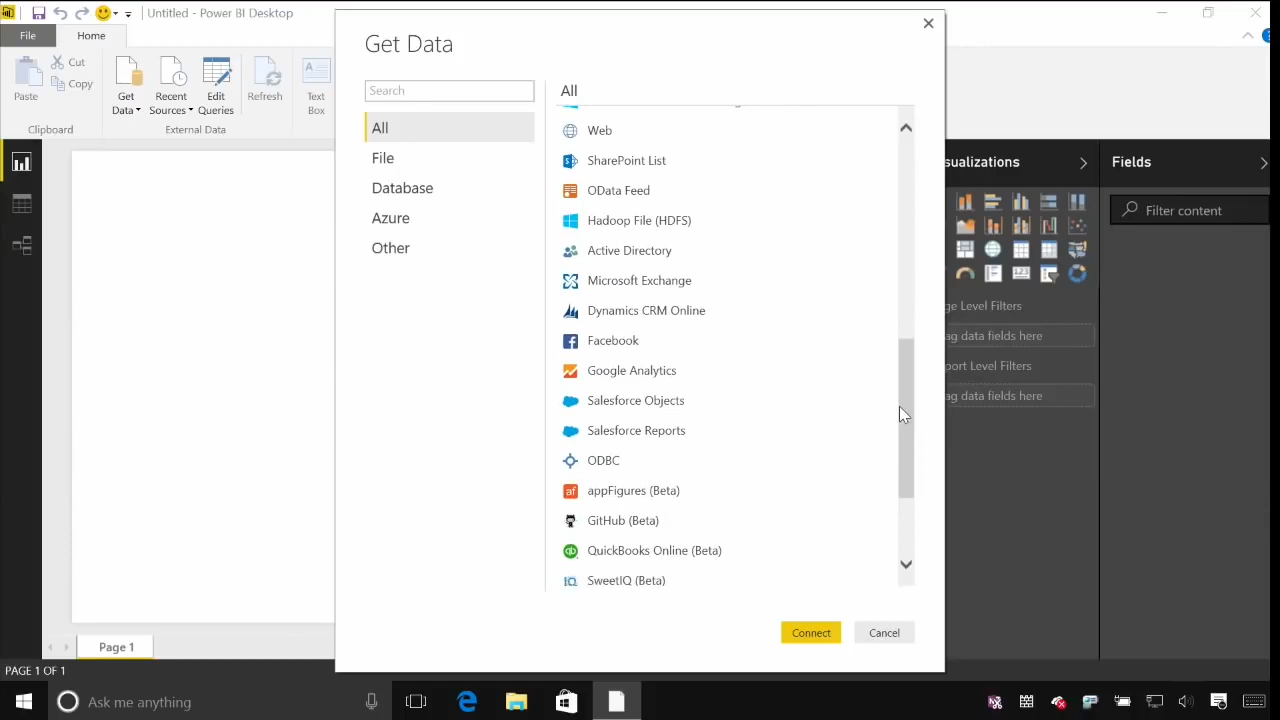 Untitled - Power BI Desktop
File
Home
Paste
Cut
Copy
Clipboard
Get Data
Recent Sources
Edit Queries
External Data
Refresh
Text Box
Get Data
Search
All
File
Database
Azure
Other
All
Web
SharePoint List
OData Feed
Hadoop File (HDFS)
Active Directory
Microsoft Exchange
Dynamics CRM Online
Facebook
Google Analytics
Salesforce Objects
Salesforce Reports
ODBC
appFigures (Beta)
GitHub (Beta)
QuickBooks Online (Beta)
SweetIQ (Beta)
Connect
Cancel
sualizations
ge Level Filters
ag data fields here
port Level Filters
ag data fields here
Fields
Filter content
Page 1
PAGE 1 OF 1
Ask me anything